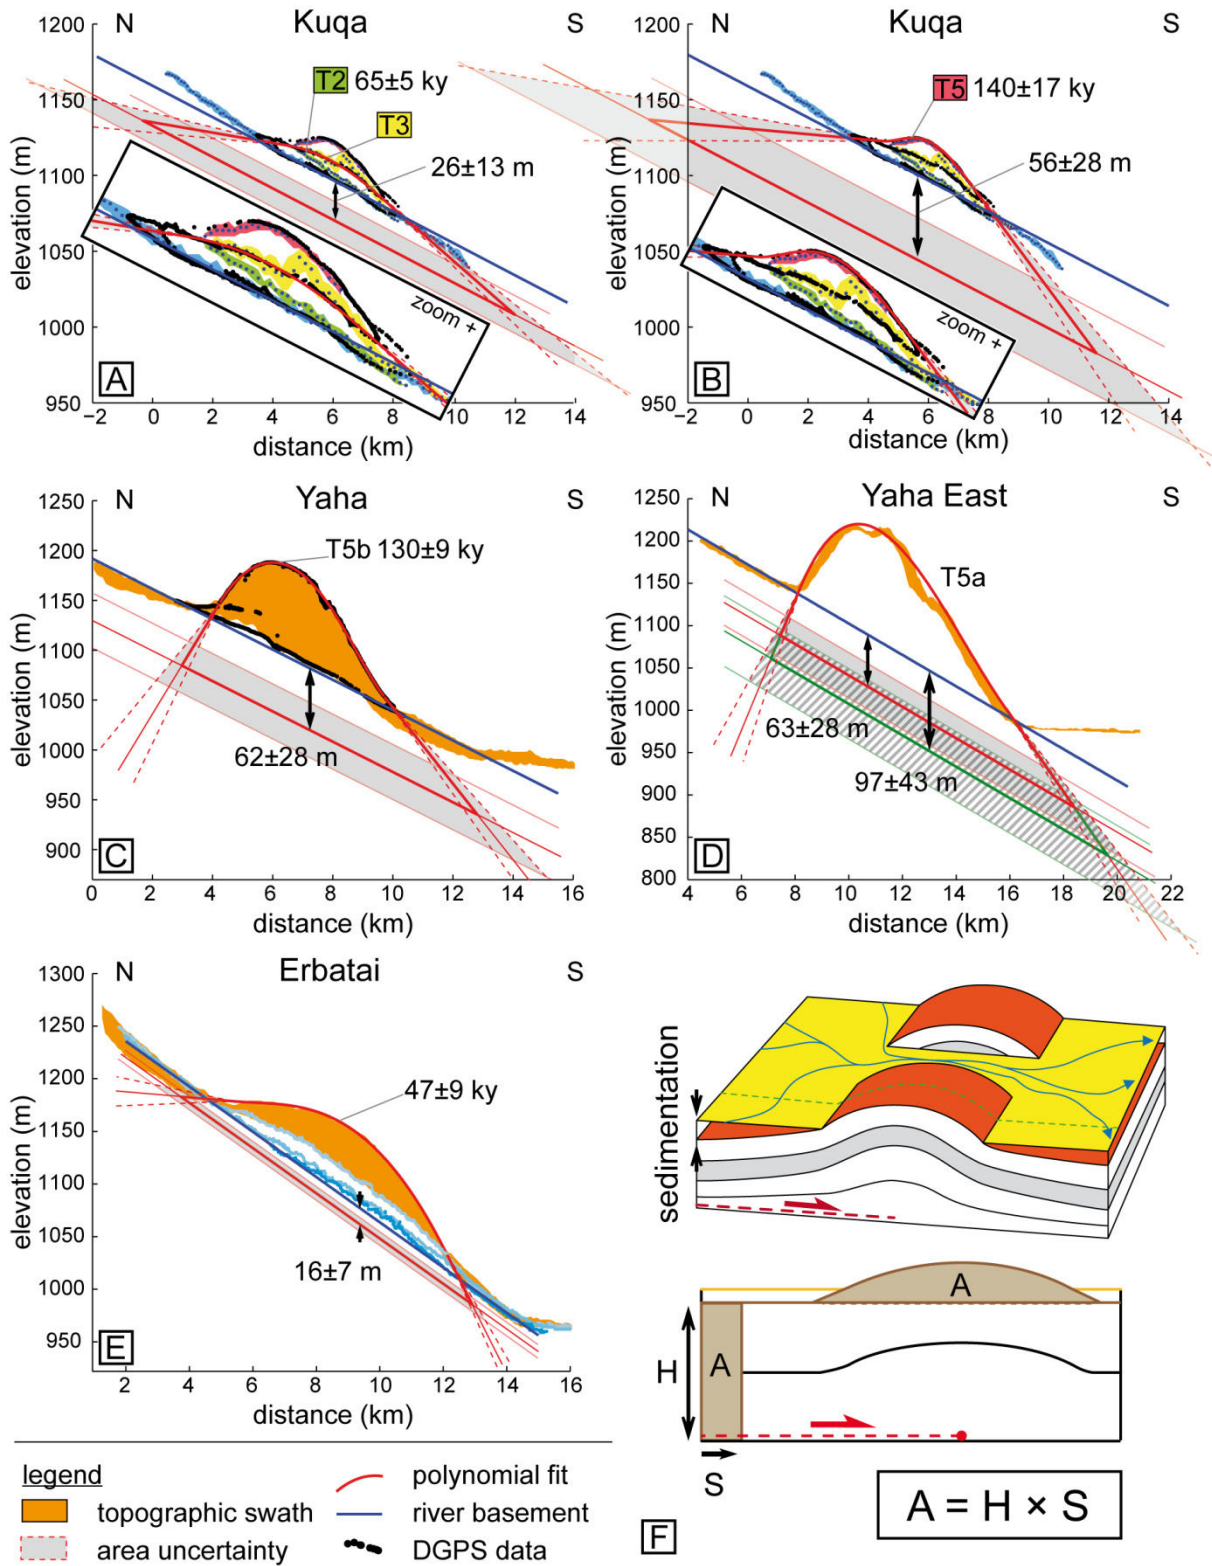 N Kuqa S
1200
1150
1100
1050
1000
950
elevation (m)
T2 65±5 ky
T3
26±13 m
zoom +
A
−2 0 2 4 6 8 10 12 14
distance (km)
N Kuqa S
1200
1150
1100
1050
1000
950
elevation (m)
T5 140±17 ky
56±28 m
zoom +
B
−2 0 2 4 6 8 10 12 14
distance (km)
N Yaha S
1250
1200
1150
1100
1050
1000
950
900
elevation (m)
T5b 130±9 ky
62±28 m
C
0 2 4 6 8 10 12 14 16
distance (km)
N Yaha East S
1250
1200
1150
1100
1050
1000
950
900
850
800
elevation (m)
T5a
63±28 m
97±43 m
D
4 6 8 10 12 14 16 18 20 22
distance (km)
N Erbatai S
1300
1250
1200
1150
1100
1050
1000
950
elevation (m)
47±9 ky
16±7 m
E
2 4 6 8 10 12 14 16
distance (km)
sedimentation
A
H
A
S
A = H × S
F
legend
topographic swath
area uncertainty
polynomial fit
river basement
DGPS data